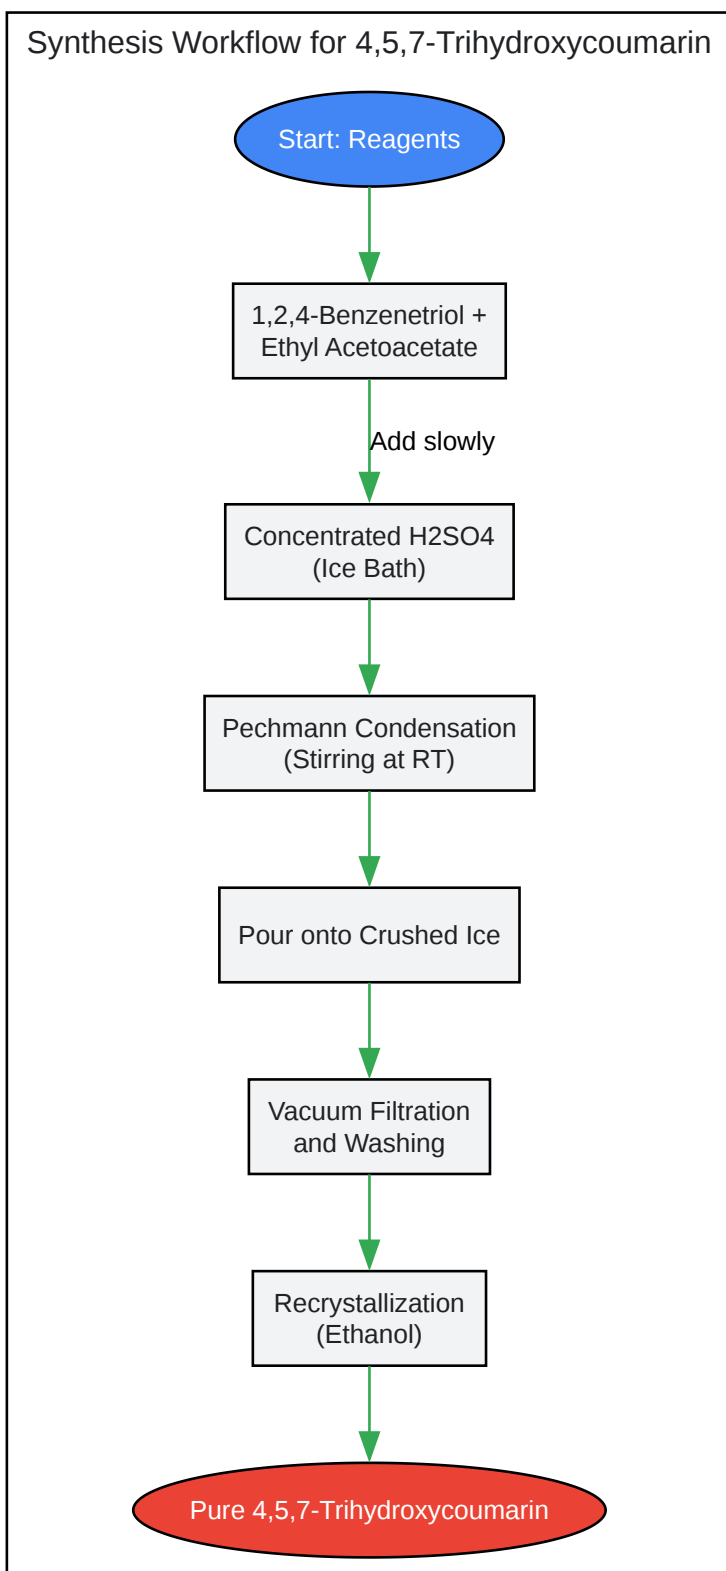 Synthesis Workflow for 4,5,7-Trihydroxycoumarin
Start: Reagents
1,2,4-Benzenetriol +
Ethyl Acetoacetate
Add slowly
Concentrated H2SO4
(Ice Bath)
Pechmann Condensation
(Stirring at RT)
Pour onto Crushed Ice
Vacuum Filtration
and Washing
Recrystallization
(Ethanol)
Pure 4,5,7-Trihydroxycoumarin